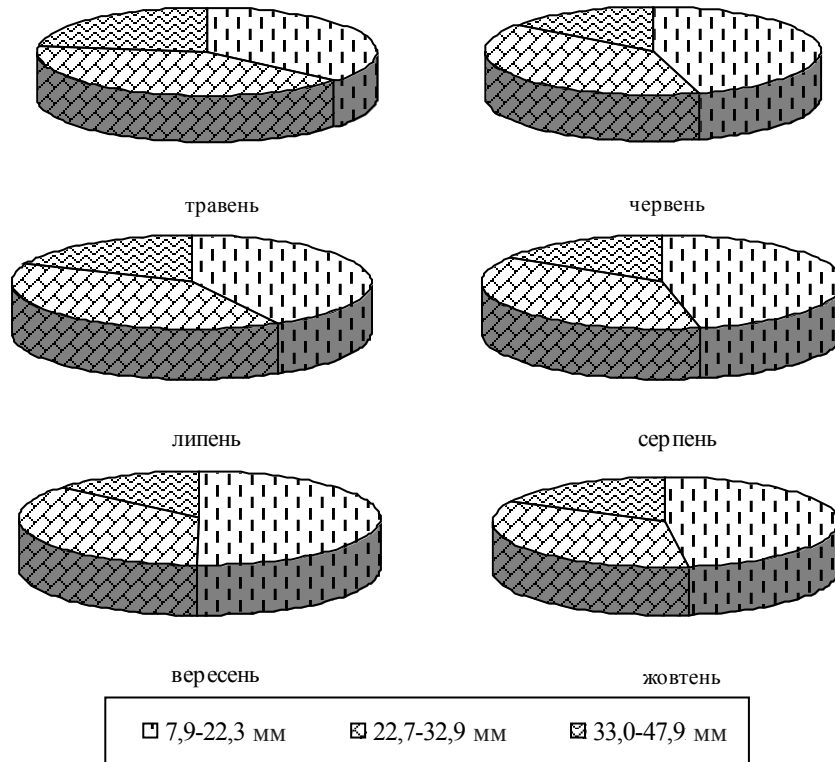 травень
червень
липень
серпень
вересень
жовтень
7,9-22,3 мм
22,7-32,9 мм
33,0-47,9 мм